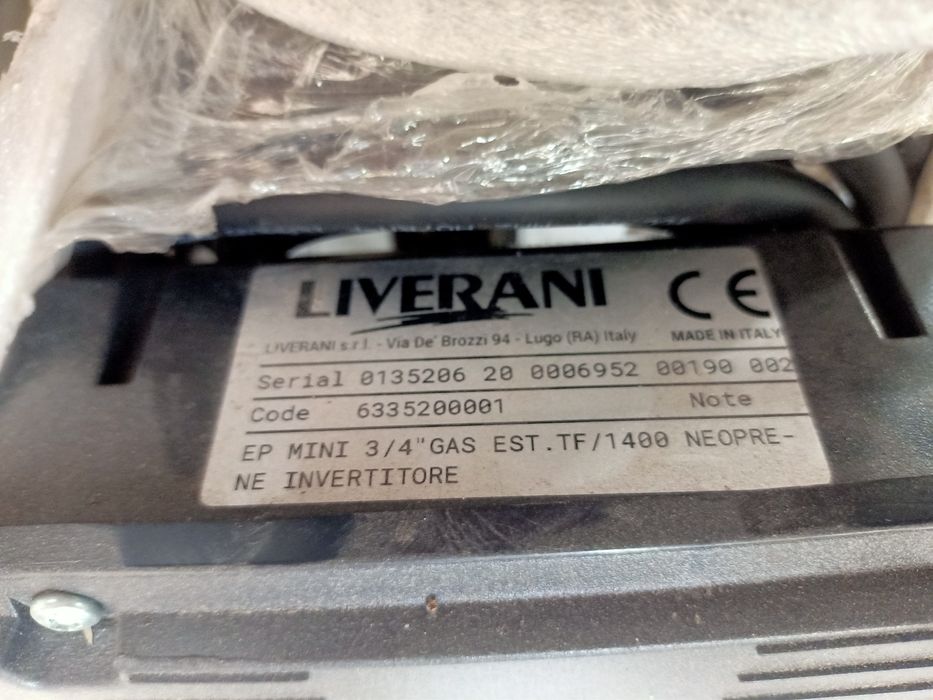 LIVERANI
CE
LIVERANI s.r.l. - Via De' Brozzi 94 - Lugo (RA) Italy
MADE IN ITALY
Serial 0135206 20 0006952 00190 002
Code 6335200001 Note
EP MINI 3/4"GAS EST.TF/1400 NEOPRE-
NE INVERTITORE